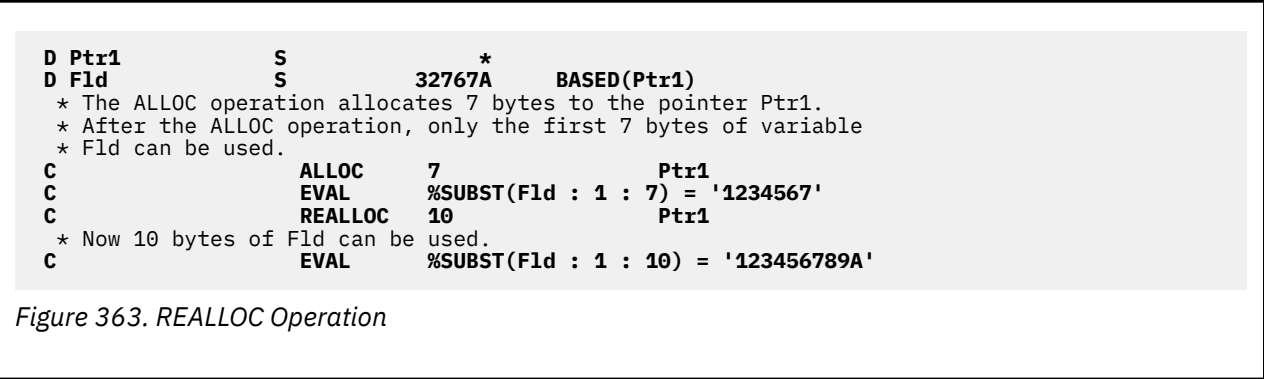 D Ptr1            S              *
D Fld             S          32767A    BASED(Ptr1)
 * The ALLOC operation allocates 7 bytes to the pointer Ptr1.
 * After the ALLOC operation, only the first 7 bytes of variable
 * Fld can be used.
C                   ALLOC     7                 Ptr1
C                   EVAL      %SUBST(Fld : 1 : 7) = '1234567'
C                   REALLOC   10                Ptr1
 * Now 10 bytes of Fld can be used.
C                   EVAL      %SUBST(Fld : 1 : 10) = '123456789A'
Figure 363. REALLOC Operation